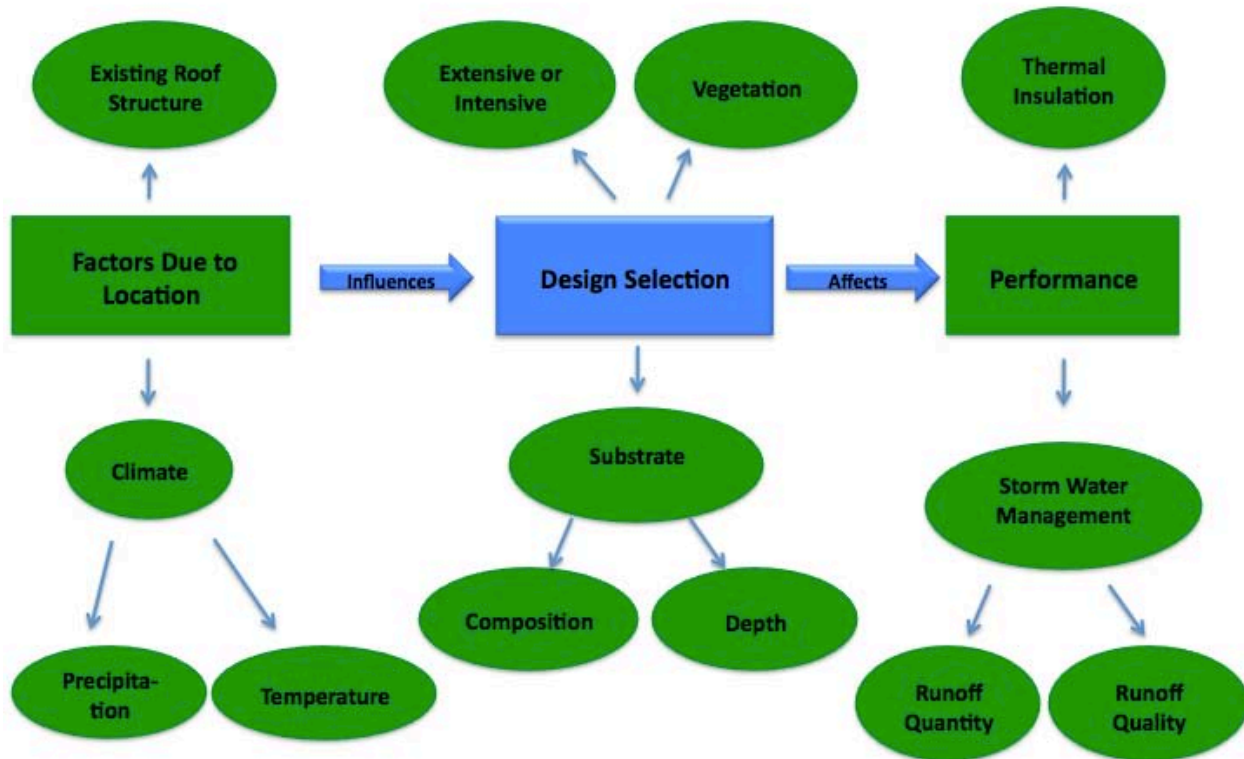 Existing Roof
Structure
Extensive or
Intensive
Vegetation
Thermal
Insulation
Factors Due to
Location
Influences
Design Selection
Affects
Performance
Climate
Substrate
Storm Water
Management
Composition
Depth
Precipita-
tion
Temperature
Runoff
Quantity
Runoff
Quality